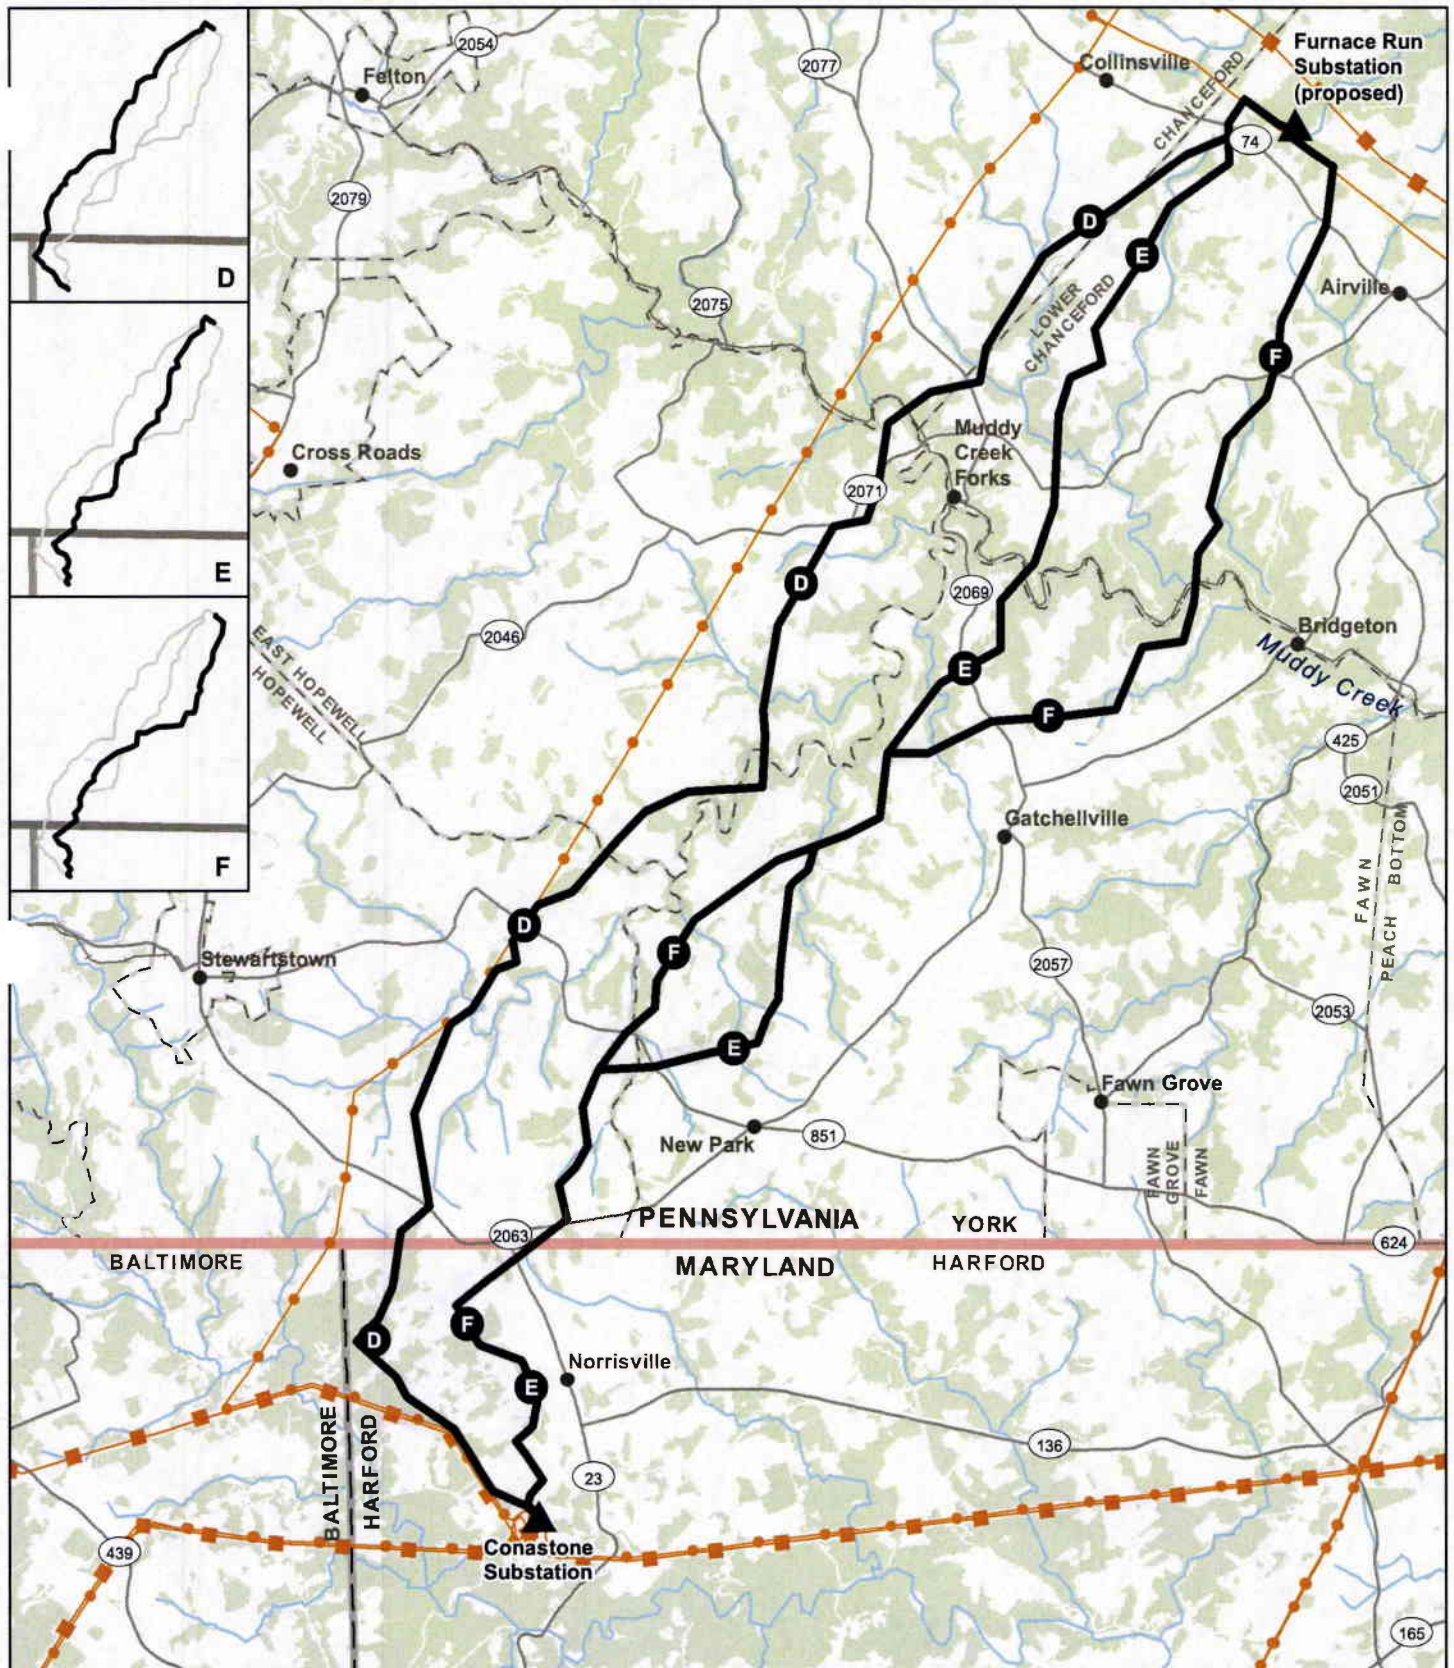 D
E
F
2054
Felton
2077
Collinsville
CHANCEFORD
Furnace Run
Substation
(proposed)
74
2079
D
E
LOWER
CHANCEFORD
Airville
2075
F
Cross Roads
Muddy
Creek
Forks
2071
D
2069
2046
EAST HOPEWELL
HOPEWELL
Bridgeton
Muddy Creek
E
F
425
2051
Gatchellville
FAWN
PEACH BOTTOM
D
F
Stewartstown
2057
2053
E
Fawn Grove
New Park
851
FAWN
GROVE
FAWN
2063
PENNSYLVANIA
YORK
624
BALTIMORE
MARYLAND
HARFORD
D
F
Norrisville
E
BALTIMORE
HARFORD
136
23
439
Conastone
Substation
165